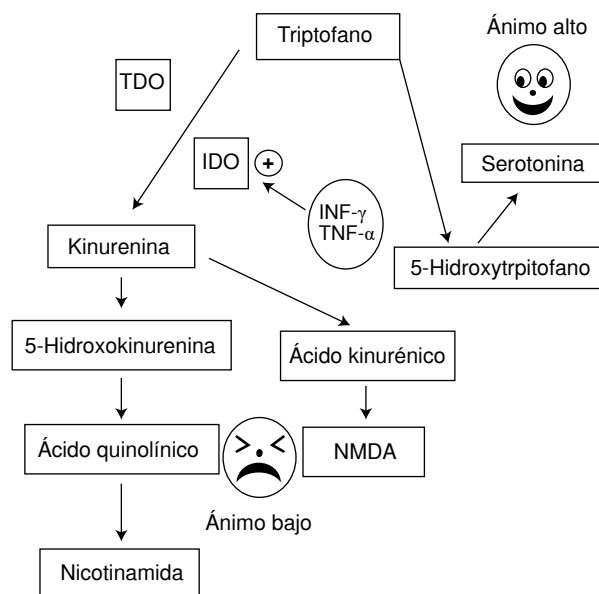 Ánimo alto
Triptofano
TDO
IDO
+
Serotonina
INF-γ
TNF-α
Kinurenina
5-Hidroxytrpitofano
5-Hidroxokinurenina
Ácido kinurénico
Ácido quinolínico
NMDA
Ánimo bajo
Nicotinamida